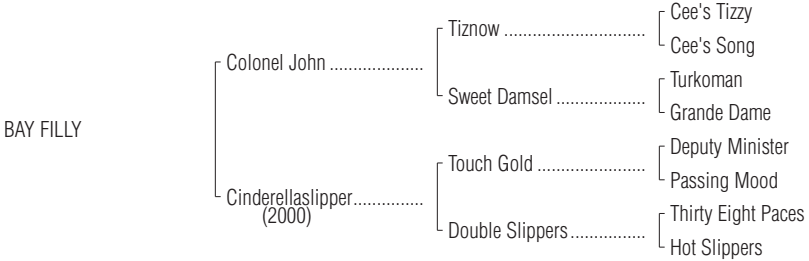 Cee's Tizzy
Tiznow ..............................
Cee's Song
Colonel John ....................
Turkoman
Sweet Damsel ...................
Grande Dame
BAY FILLY
Deputy Minister
Touch Gold .......................
Passing Mood
Cinderellaslipper...............
(2000)
Thirty Eight Paces
Double Slippers................
Hot Slippers